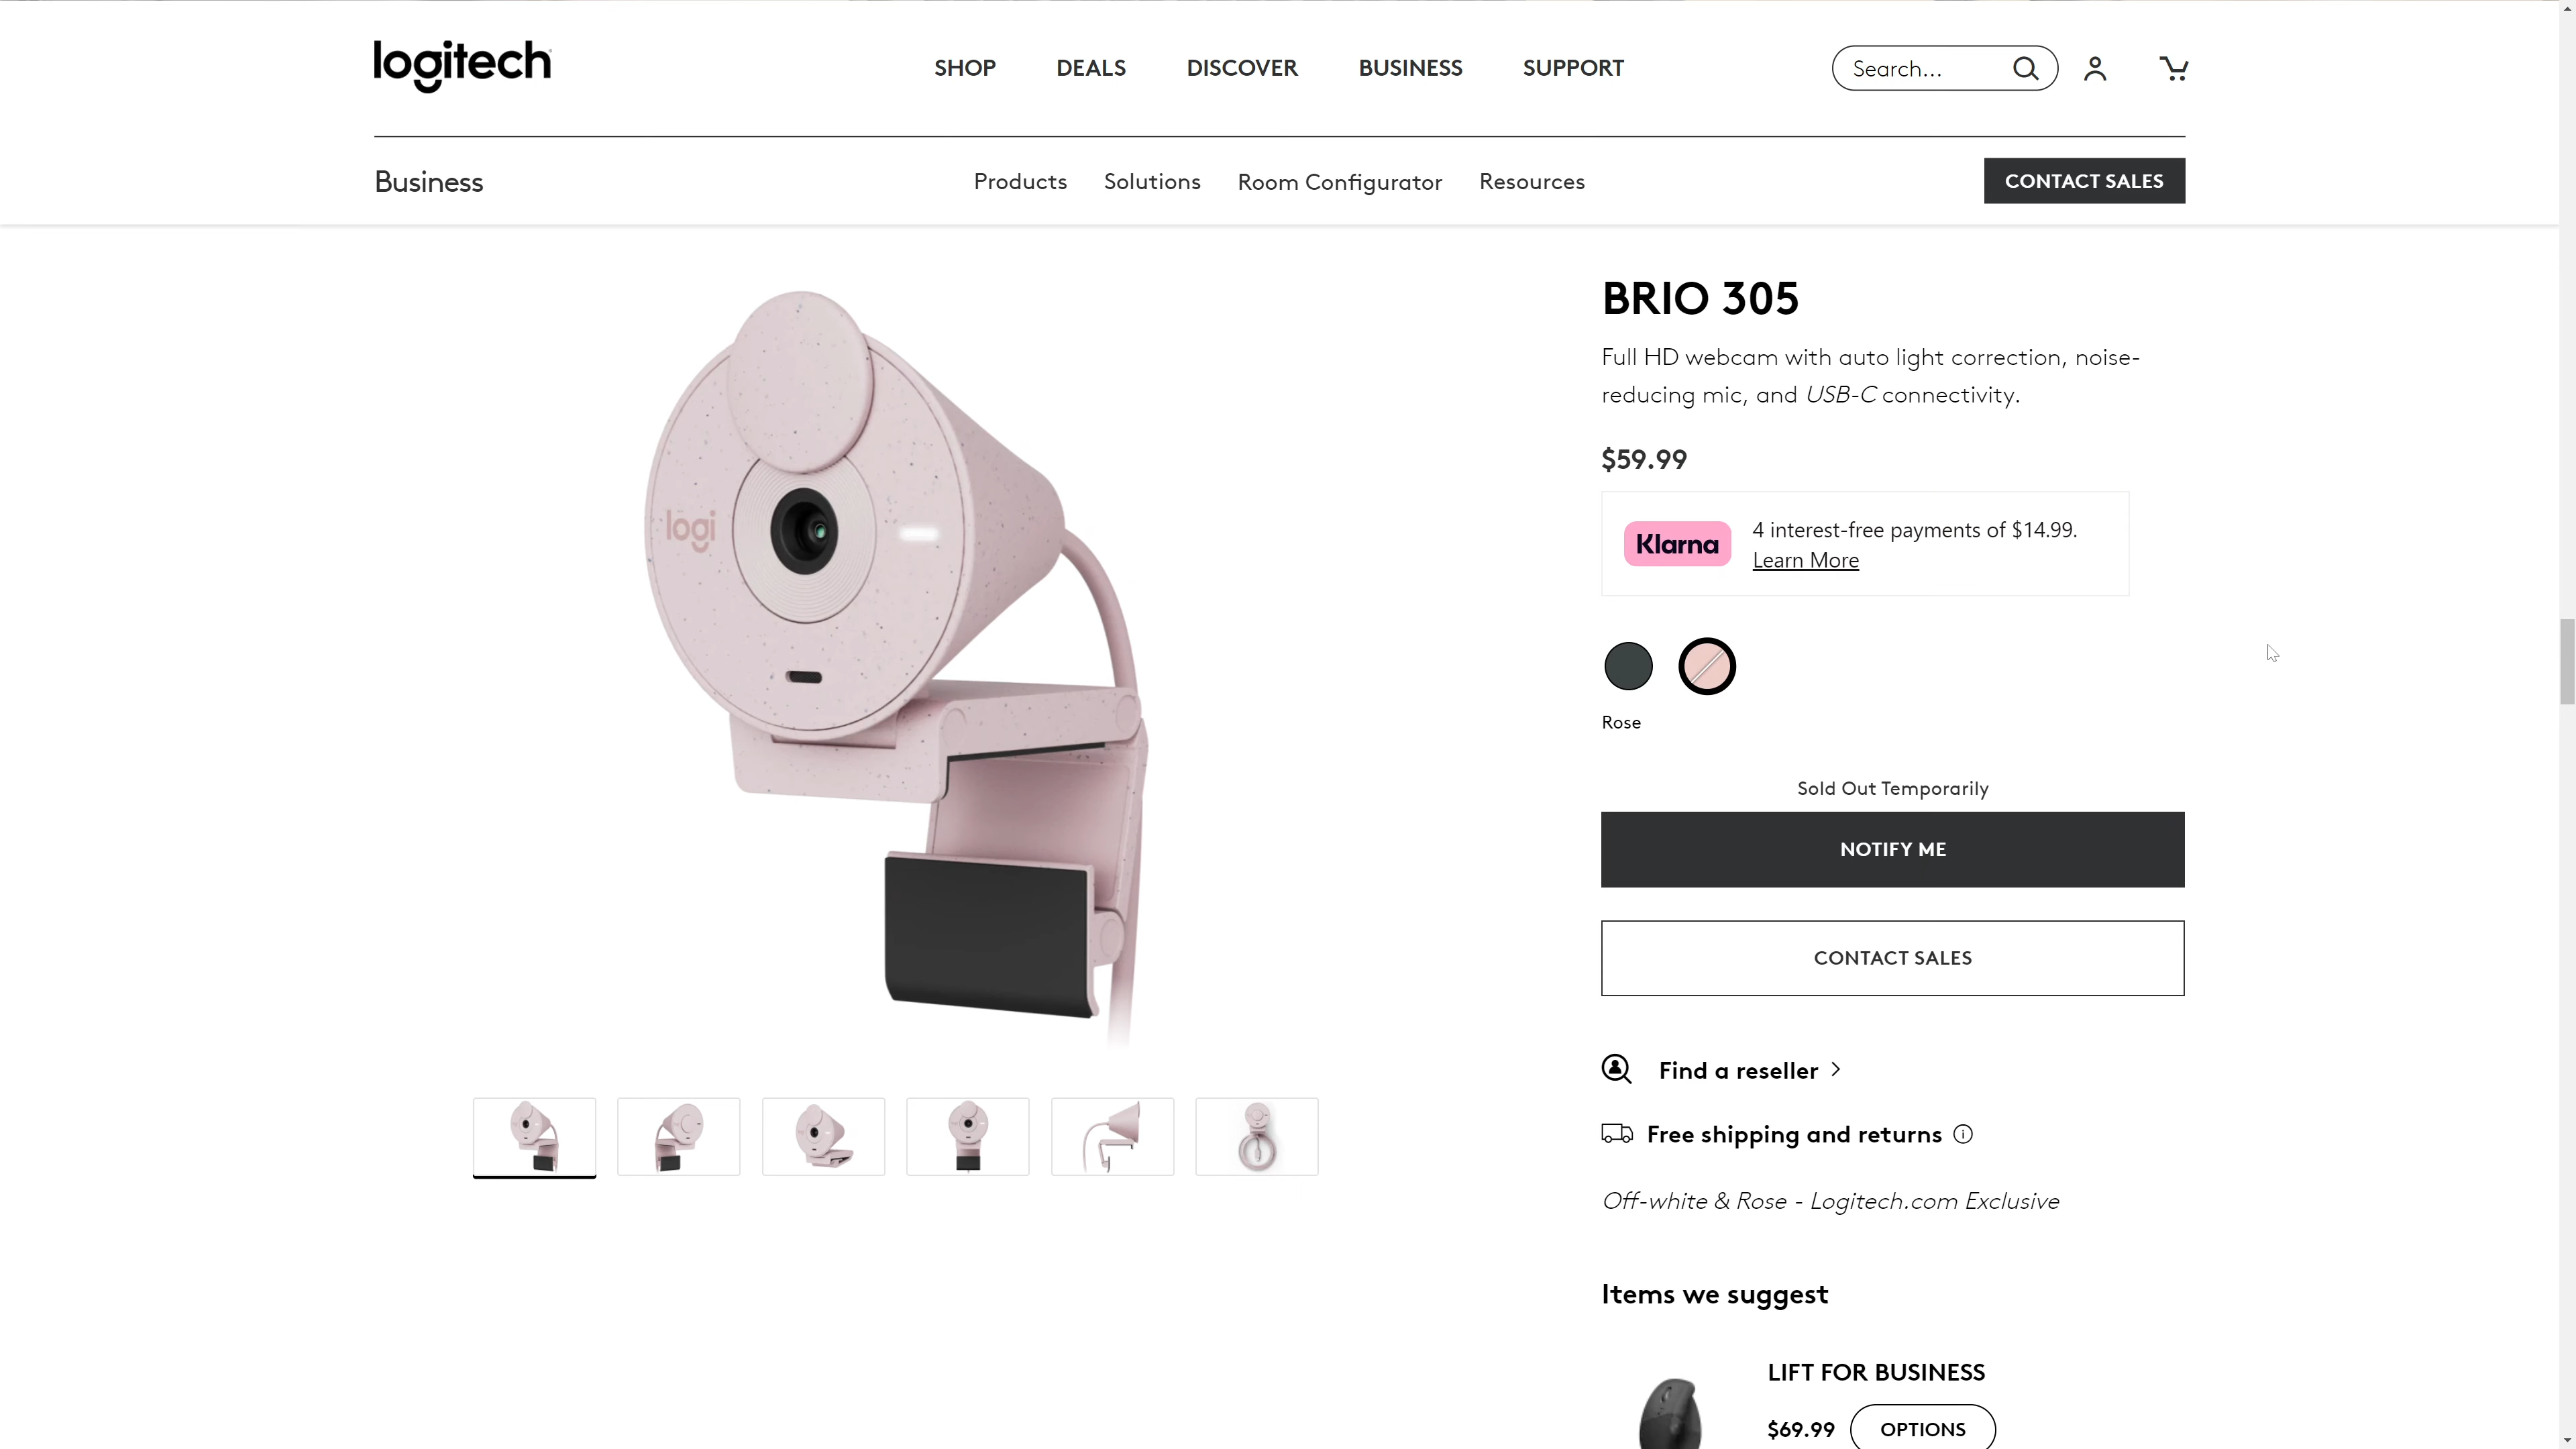 logitech
SHOP
DEALS
DISCOVER
BUSINESS
SUPPORT
Search...
Business
Products
Solutions
Room Configurator
Resources
CONTACT SALES
logi
BRIO 305
Full HD webcam with auto light correction, noise-
reducing mic, and USB-C connectivity.
$59.99
Klarna
4 interest-free payments of $14.99.
Learn More
Rose
Sold Out Temporarily
NOTIFY ME
CONTACT SALES
Find a reseller
Free shipping and returns
Off-white & Rose - Logitech.com Exclusive
Items we suggest
LIFT FOR BUSINESS
$69.99
OPTIONS